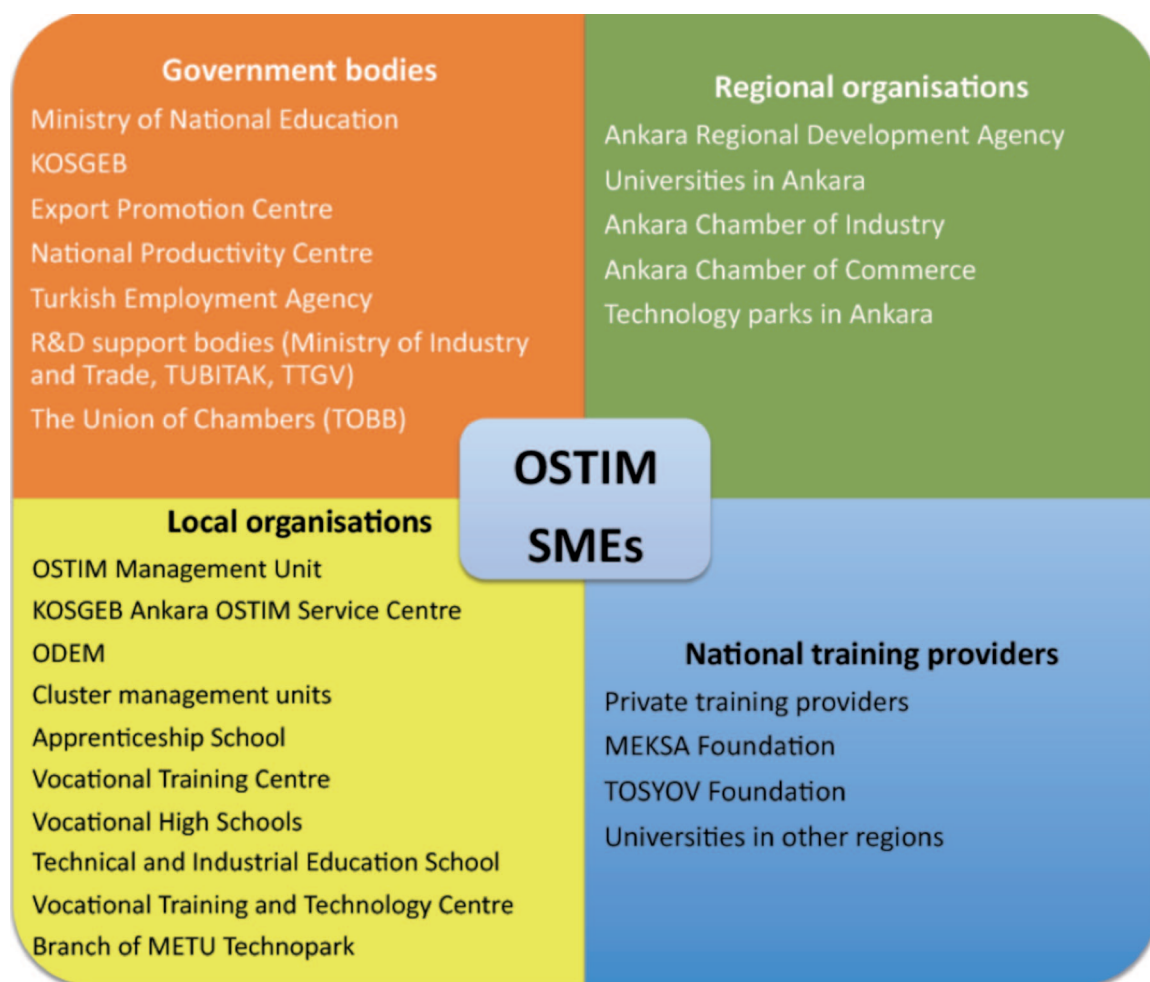 Government bodies
Ministry of National Education
KOSGEB
Export Promotion Centre
National Productivity Centre
Turkish Employment Agency
R&D support bodies (Ministry of Industry
and Trade, TUBITAK, TTGV)
The Union of Chambers (TOBB)
Regional organisations
Ankara Regional Development Agency
Universities in Ankara
Ankara Chamber of Industry
Ankara Chamber of Commerce
Technology parks in Ankara
OSTIM
SMEs
Local organisations
OSTIM Management Unit
KOSGEB Ankara OSTIM Service Centre
ODEM
Cluster management units
Apprenticeship School
Vocational Training Centre
Vocational High Schools
Technical and Industrial Education School
Vocational Training and Technology Centre
Branch of METU Technopark
National training providers
Private training providers
MEKSA Foundation
TOSYOV Foundation
Universities in other regions